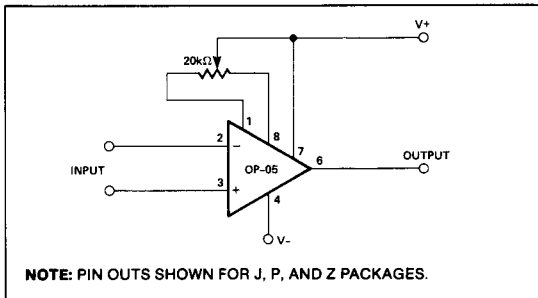 V+
20kΩ
1
8
2
−
7
6
OUTPUT
INPUT
OP-05
3
+
4
V-
NOTE: PIN OUTS SHOWN FOR J, P, AND Z PACKAGES.